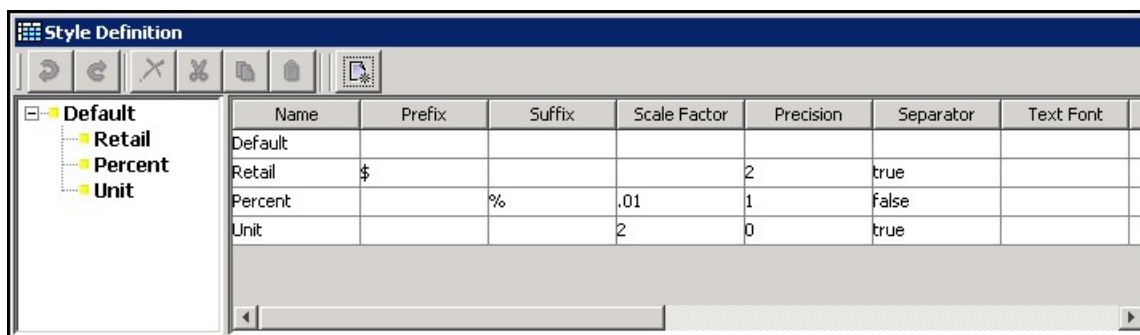 Style Definition
Default
Retail
Percent
Unit
Name Prefix Suffix Scale Factor Precision Separator Text Font
Default
Retail $ 2 true
Percent % .01 1 false
Unit 2 0 true